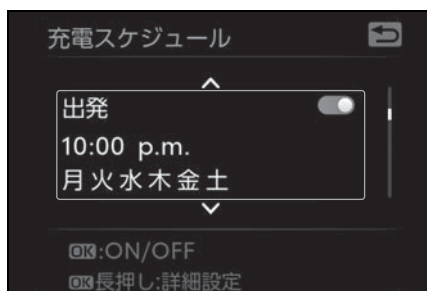 充電スケジュール
出発
10:00 p.m.
月火水木金土
OK:ON/OFF
OK長押し:詳細設定